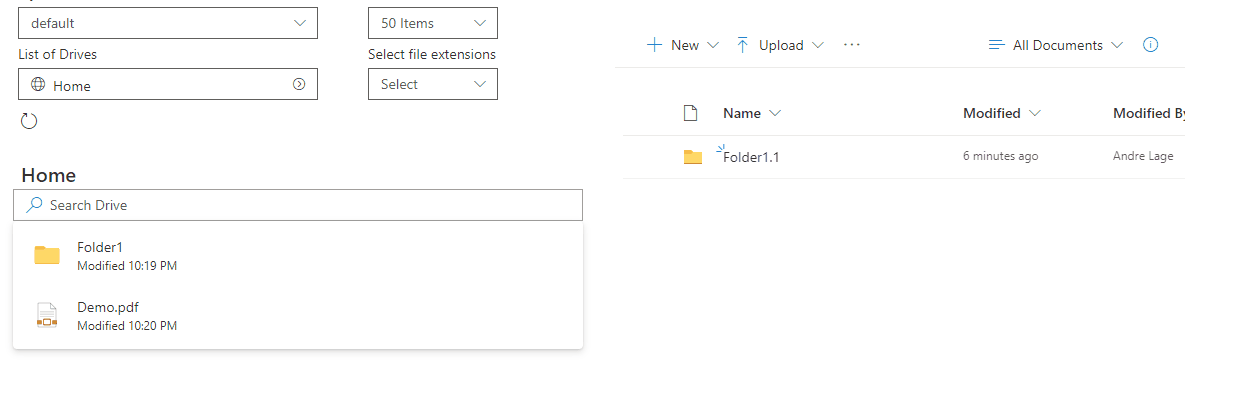 default
50 Items
List of Drives
Select file extensions
Home
Select
Home
Search Drive
Folder1
Modified 10:19 PM
Demo.pdf
Modified 10:20 PM
New
Upload
All Documents
Name
Modified
Modified By
Folder1.1
6 minutes ago
Andre Lage